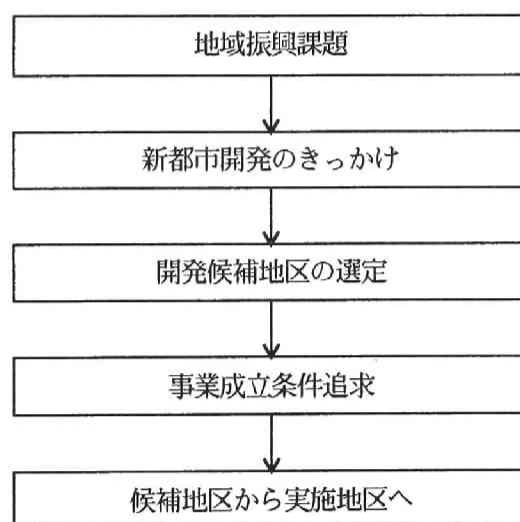 地域振興課題
新都市開発のきっかけ
開発候補地区の選定
事業成立条件追求
候補地区から実施地区へ